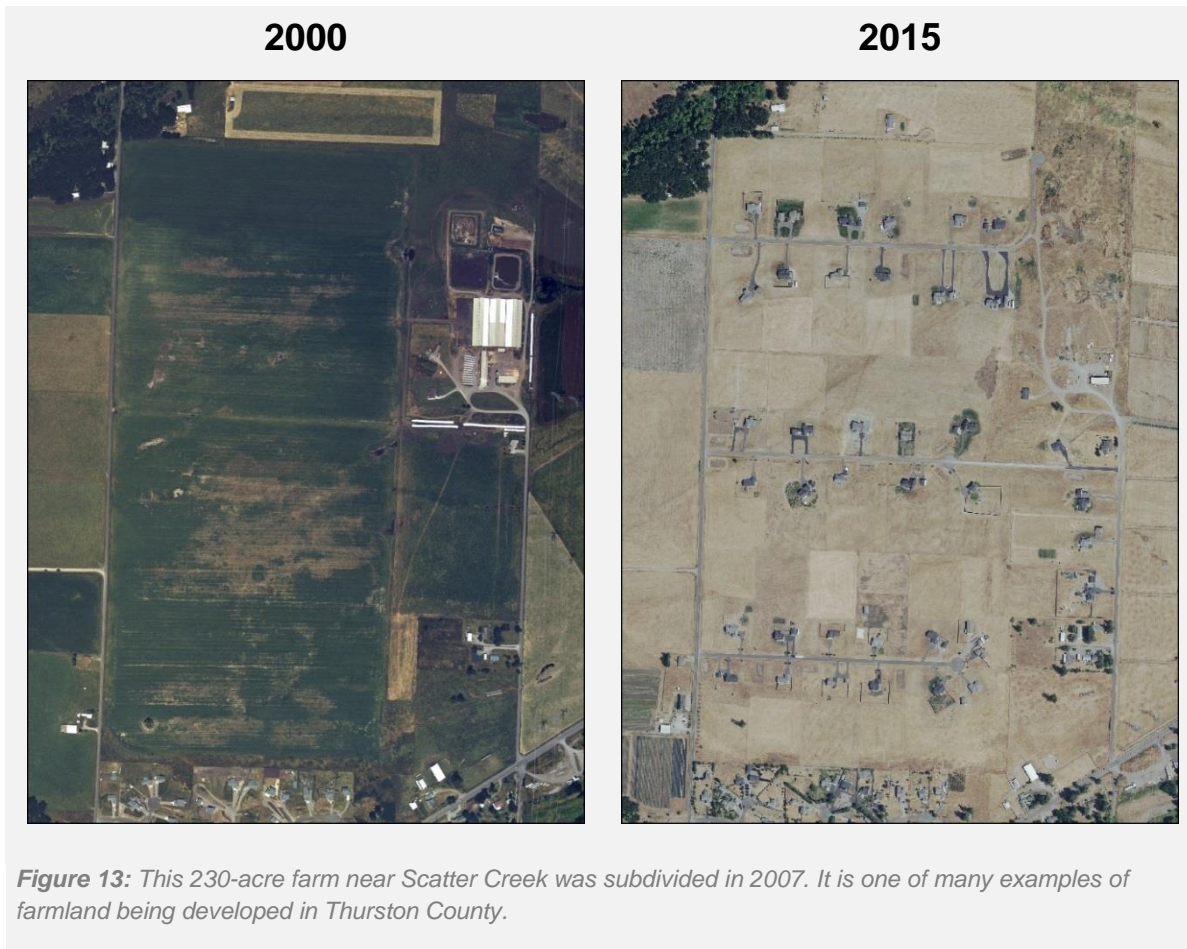 2000
2015
Figure 13: This 230-acre farm near Scatter Creek was subdivided in 2007. It is one of many examples of
farmland being developed in Thurston County.